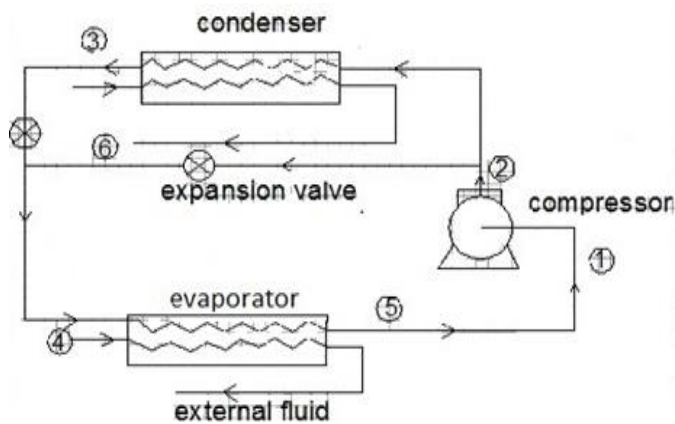 condenser
③
⑥
expansion valve
②
compressor
①
evaporator
⑤
④
external fluid